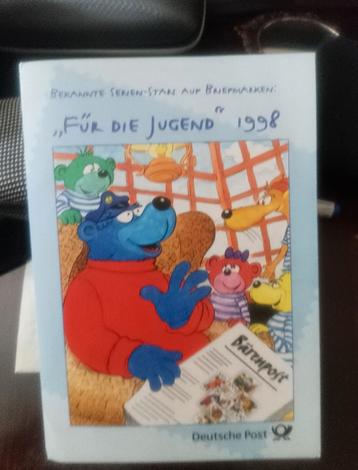 BEKANNTE SERIEN-STARS AUF BRIEFMARKEN:
„FÜR DIE JUGEND“ 1998
Bärenpost
Deutsche Post